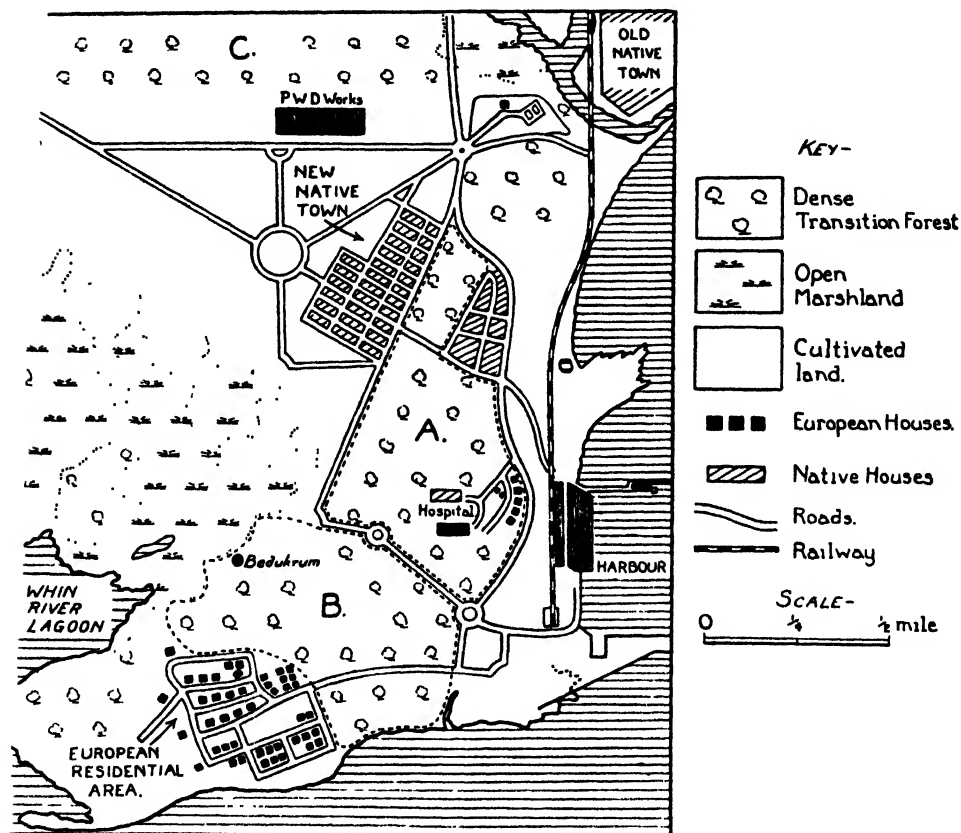 C.
OLD
NATIVE
TOWN
PWD Works
NEW
NATIVE
TOWN
A.
Hospital
HARBOUR
Bedukrum
B.
WHIN
RIVER
LAGOON
EUROPEAN
RESIDENTIAL
AREA.
KEY-
Dense
Transition Forest
Open
Marshland
Cultivated
land.
European Houses.
Native Houses
Roads.
Railway
SCALE-
0 1/4 1/2 mile